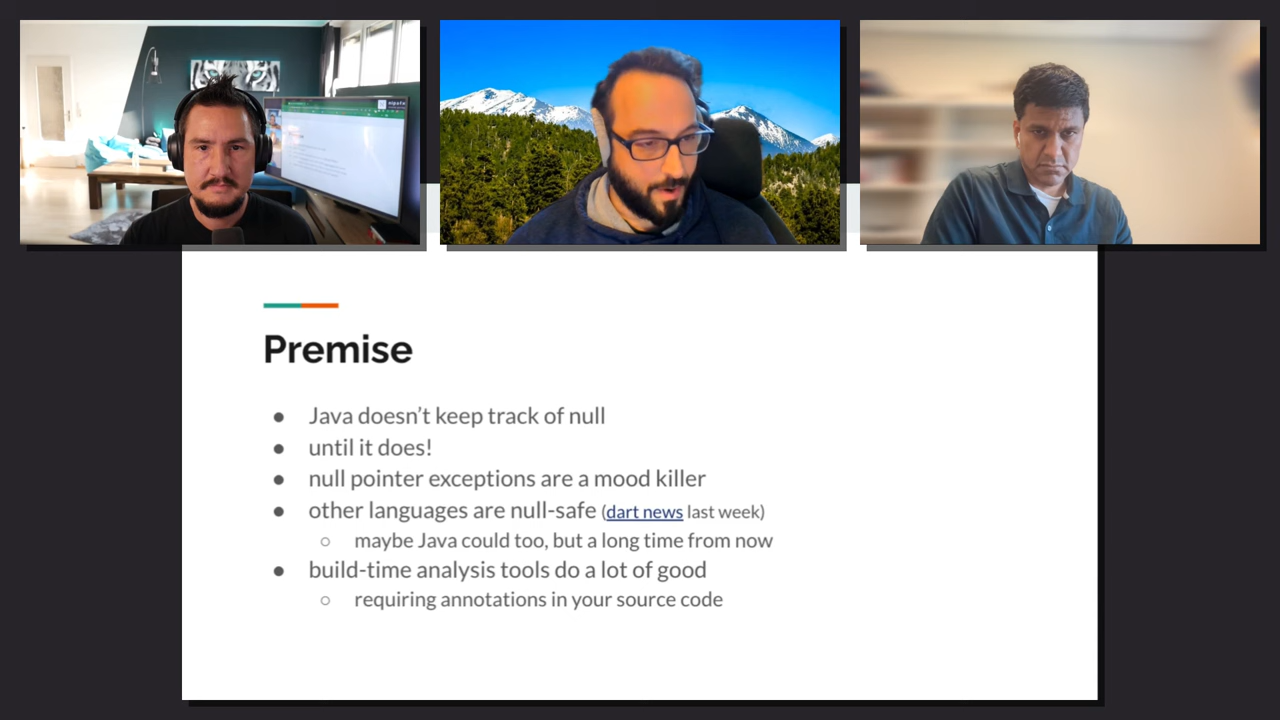 Premise
● Java doesn't keep track of null
● until it does!
● null pointer exceptions are a mood killer
● other languages are null-safe (dart news last week)
○ maybe Java could too, but a long time from now
● build-time analysis tools do a lot of good
○ requiring annotations in your source code